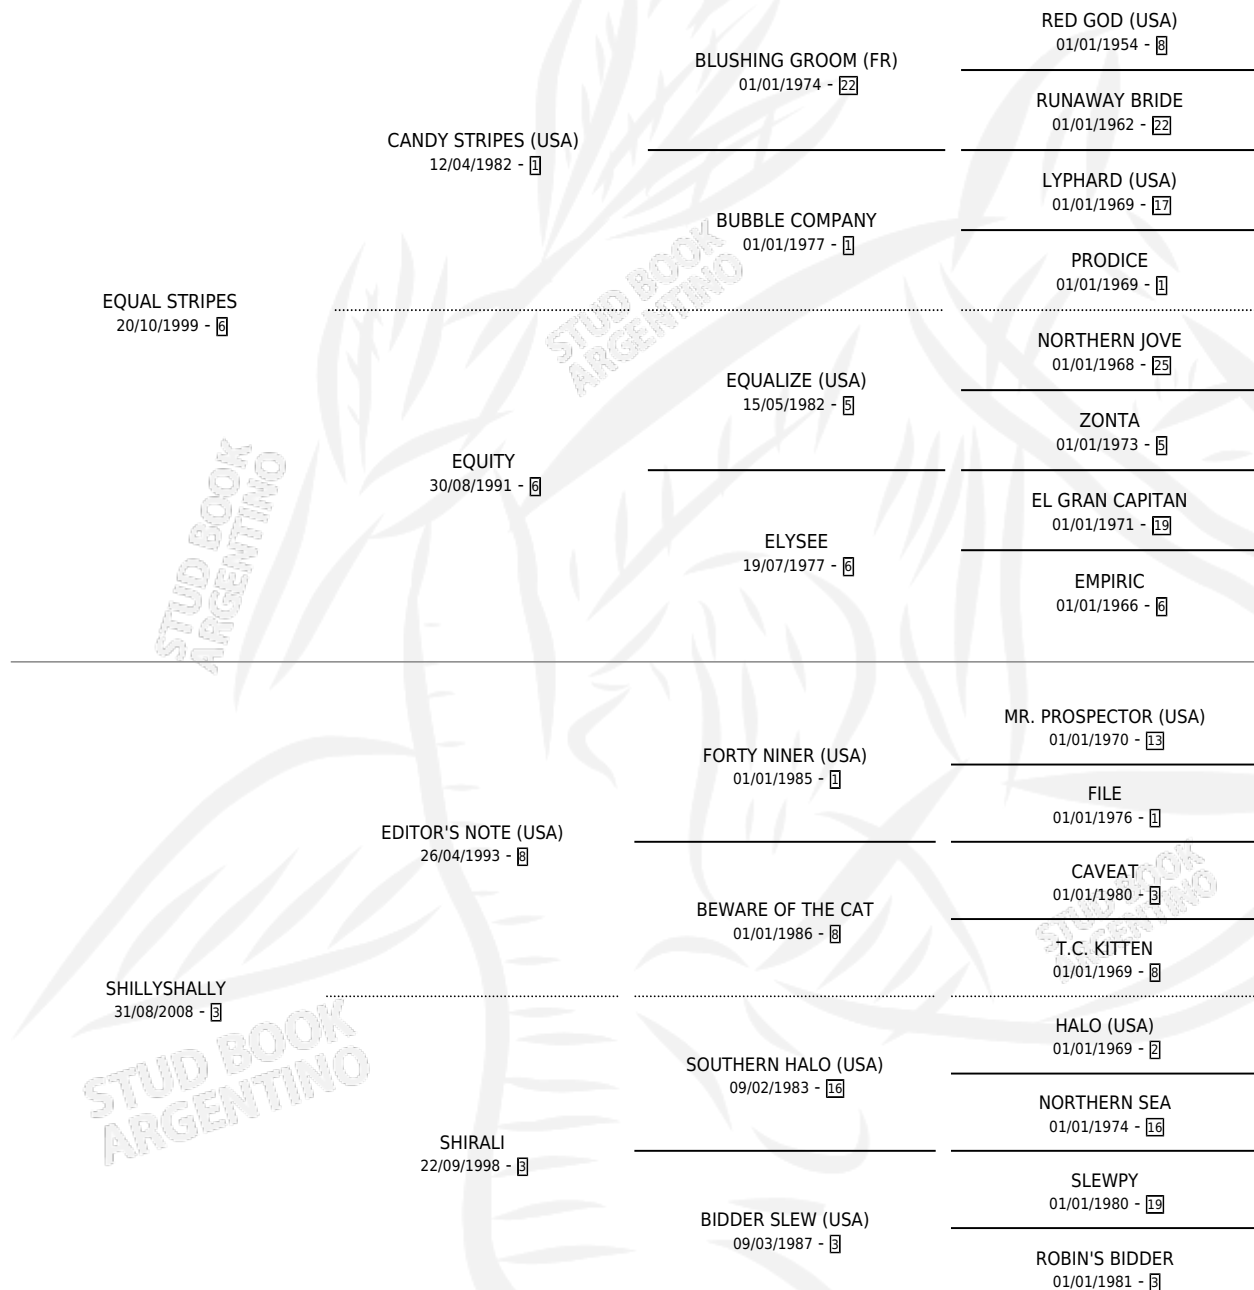 RED GOD (USA)
01/01/1954 - 8
BLUSHING GROOM (FR)
01/01/1974 - 22
RUNAWAY BRIDE
01/01/1962 - 22
CANDY STRIPES (USA)
12/04/1982 - 1
LYPHARD (USA)
01/01/1969 - 17
BUBBLE COMPANY
01/01/1977 - 1
PRODICE
01/01/1969 - 1
EQUAL STRIPES
20/10/1999 - 6
STUD BOOK
ARGENTINO
NORTHERN JOVE
01/01/1968 - 25
EQUALIZE (USA)
15/05/1982 - 5
ZONTA
01/01/1973 - 5
EQUITY
30/08/1991 - 6
EL GRAN CAPITAN
01/01/1971 - 19
ELYSEE
19/07/1977 - 6
EMPIRIC
01/01/1966 - 6
STUD BOOK
ARGENTINO
MR. PROSPECTOR (USA)
01/01/1970 - 13
FORTY NINER (USA)
01/01/1985 - 1
FILE
01/01/1976 - 1
EDITOR'S NOTE (USA)
26/04/1993 - 8
CAVEAT
01/01/1980 - 3
BEWARE OF THE CAT
01/01/1986 - 8
T.C. KITTEN
01/01/1969 - 8
STUD BOOK
ARGENTINO
SHILLYSHALLY
31/08/2008 - 3
HALO (USA)
01/01/1969 - 2
SOUTHERN HALO (USA)
09/02/1983 - 16
NORTHERN SEA
01/01/1974 - 16
STUD BOOK
ARGENTINO
SHIRALI
22/09/1998 - 3
SLEWPY
01/01/1980 - 19
BIDDER SLEW (USA)
09/03/1987 - 3
ROBIN'S BIDDER
01/01/1981 - 3